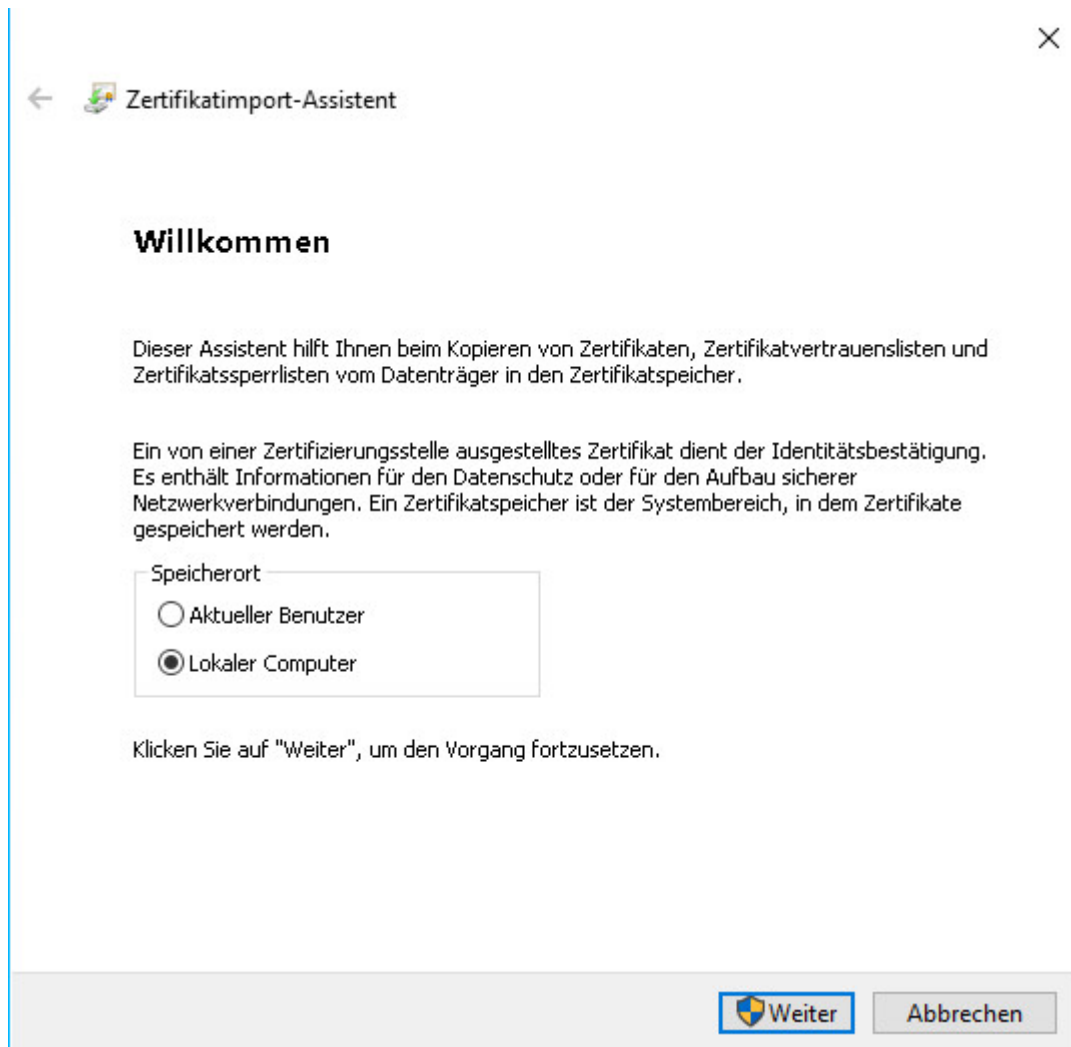 Zertifikatimport-Assistent
Willkommen
Dieser Assistent hilft Ihnen beim Kopieren von Zertifikaten, Zertifikatvertrauenslisten und
Zertifikatssperrlisten vom Datenträger in den Zertifikatspeicher.
Ein von einer Zertifizierungsstelle ausgestelltes Zertifikat dient der Identitätsbestätigung.
Es enthält Informationen für den Datenschutz oder für den Aufbau sicherer
Netzwerkverbindungen. Ein Zertifikatspeicher ist der Systembereich, in dem Zertifikate
gespeichert werden.
Speicherort
Aktueller Benutzer
Lokaler Computer
Klicken Sie auf "Weiter", um den Vorgang fortzusetzen.
Weiter
Abbrechen